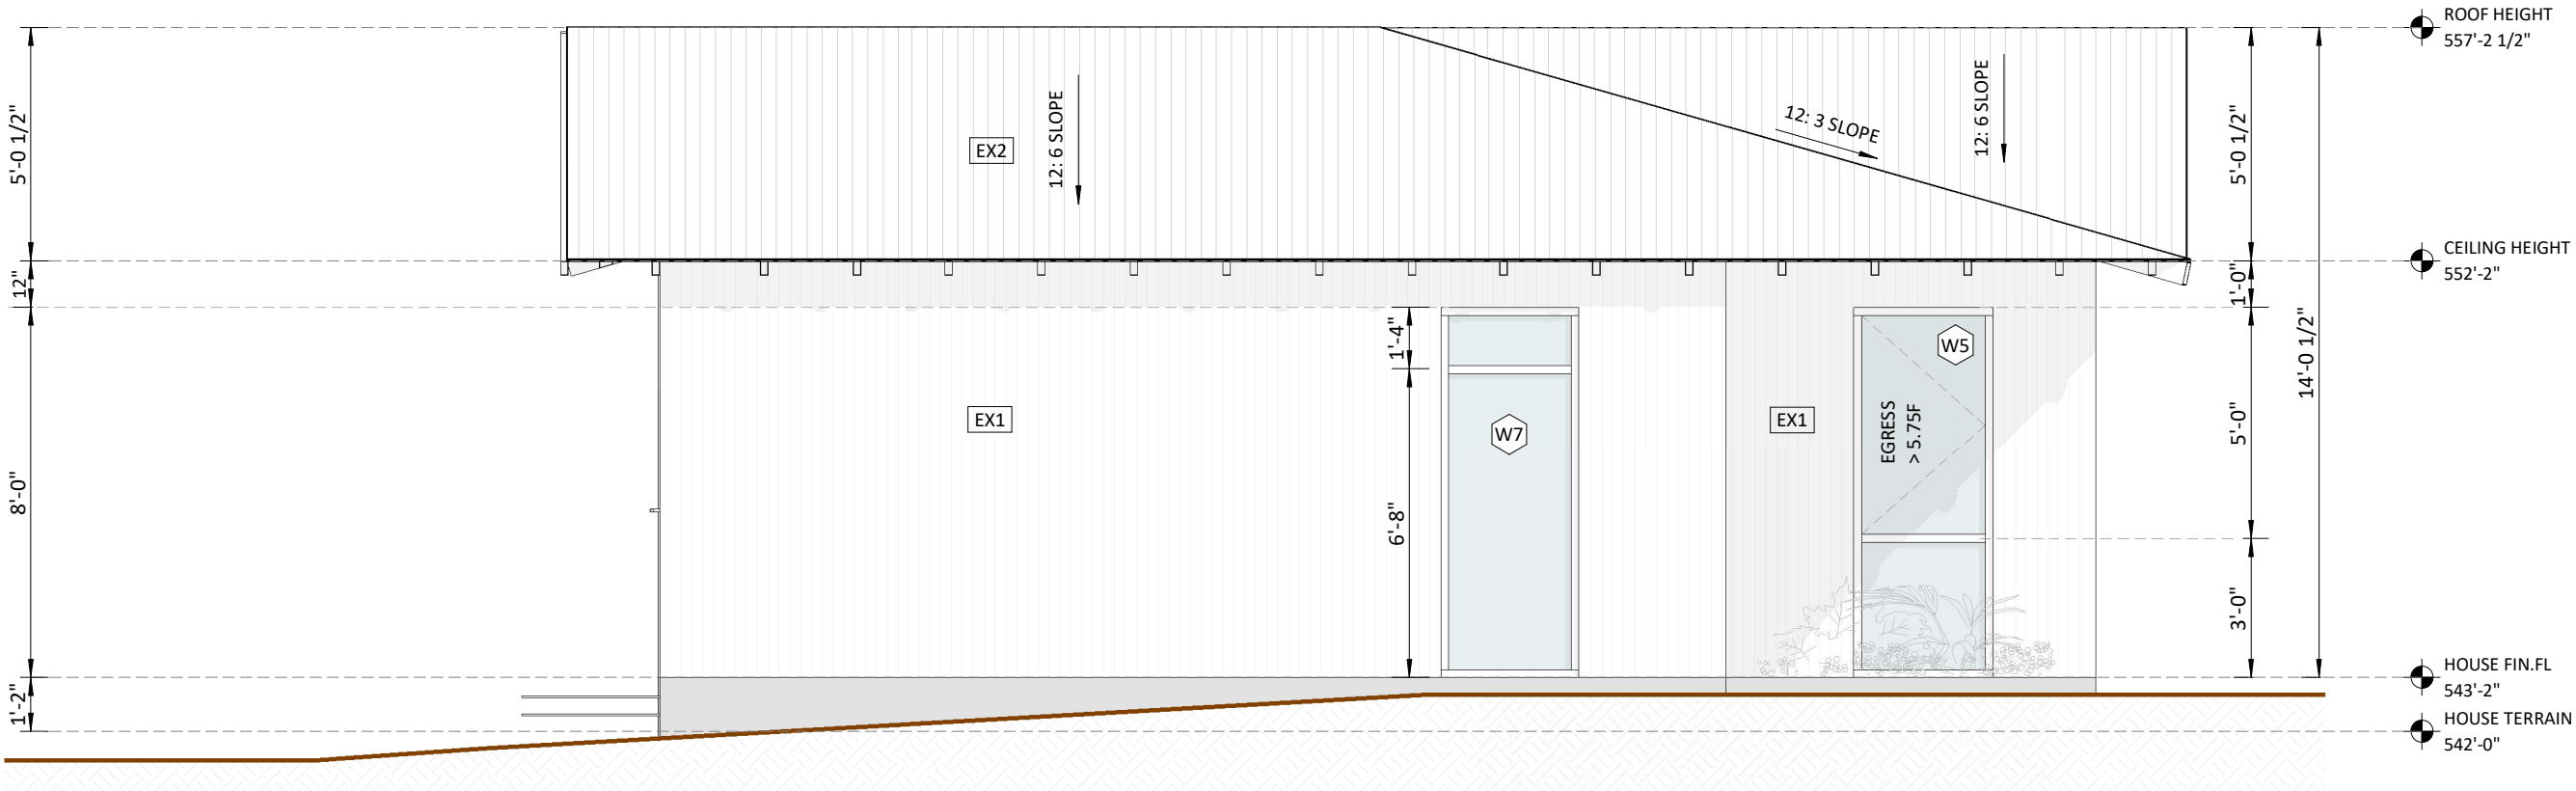 ROOF HEIGHT
557'-2 1/2"
5'-0 1/2"
EX2
12: 6 SLOPE
12: 3 SLOPE
12: 6 SLOPE
5'-0 1/2"
14'-0 1/2"
CEILING HEIGHT
552'-2"
12"
1'-0"
8'-0"
EX1
1'-4"
6'-8"
W7
EX1
W5
EGRESS
> 5.75F
5'-0"
3'-0"
HOUSE FIN.FL
543'-2"
1'-2"
HOUSE TERRAIN
542'-0"